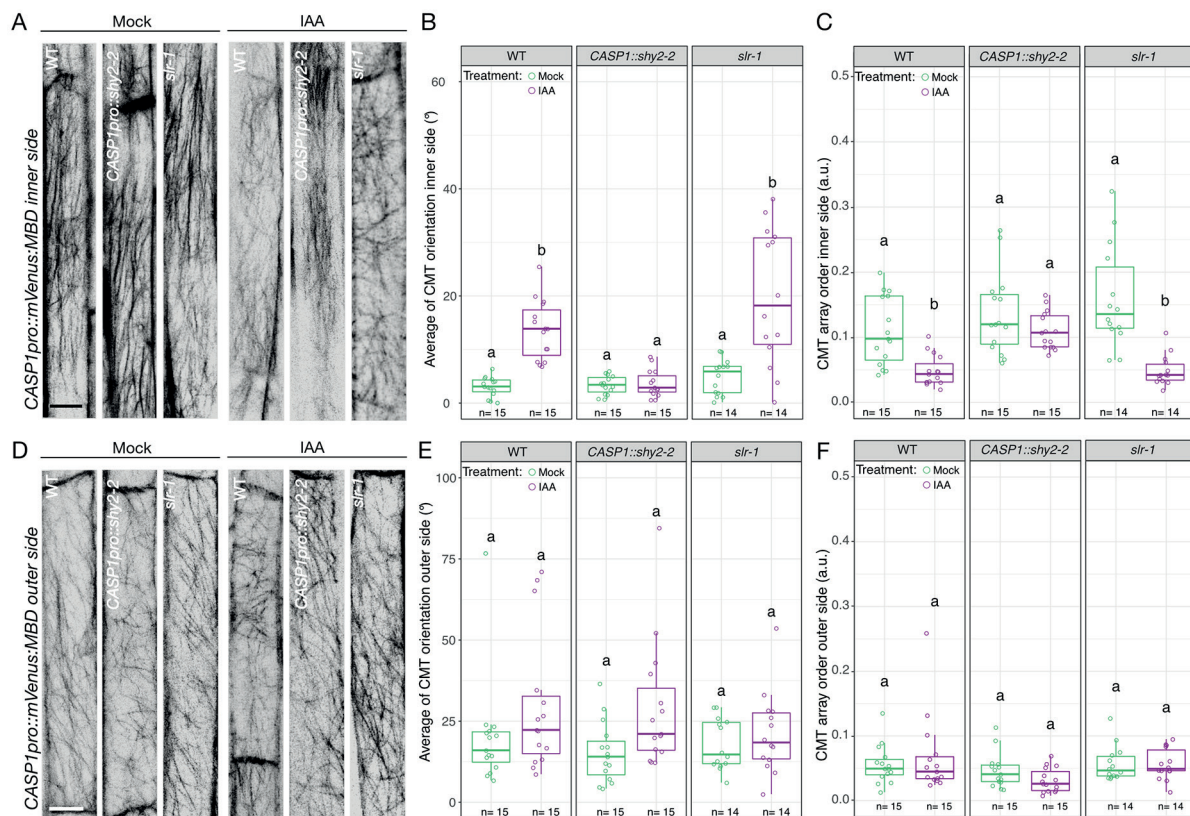 A
Mock
IAA
WT
CASP1pro::shy2-2
slr-1
WT
CASP1pro::shy2-2
slr-1
CASP1pro::mVenus:MBD inner side
B
WT
CASP1::shy2-2
slr-1
Treatment: Mock
IAA
Average of CMT orientation inner side (º)
60
40
20
0
a
b
a
a
a
b
n= 15
n= 15
n= 15
n= 15
n= 14
n= 14
C
WT
CASP1::shy2-2
slr-1
Treatment: Mock
IAA
CMT array order inner side (a.u.)
0.5
0.4
0.3
0.2
0.1
0.0
a
b
a
a
a
b
n= 15
n= 15
n= 15
n= 15
n= 14
n= 14
D
Mock
IAA
WT
CASP1pro::shy2-2
slr-1
WT
CASP1pro::shy2-2
slr-1
CASP1pro::mVenus:MBD outer side
E
WT
CASP1::shy2-2
slr-1
Treatment: Mock
IAA
Average of CMT orientation outer side (º)
100
75
50
25
0
a
a
a
a
a
a
n= 15
n= 15
n= 15
n= 15
n= 14
n= 14
F
WT
CASP1::shy2-2
slr-1
Treatment: Mock
IAA
CMT array order outer side (a.u.)
0.5
0.4
0.3
0.2
0.1
0.0
a
a
a
a
a
a
n= 15
n= 15
n= 15
n= 15
n= 14
n= 14